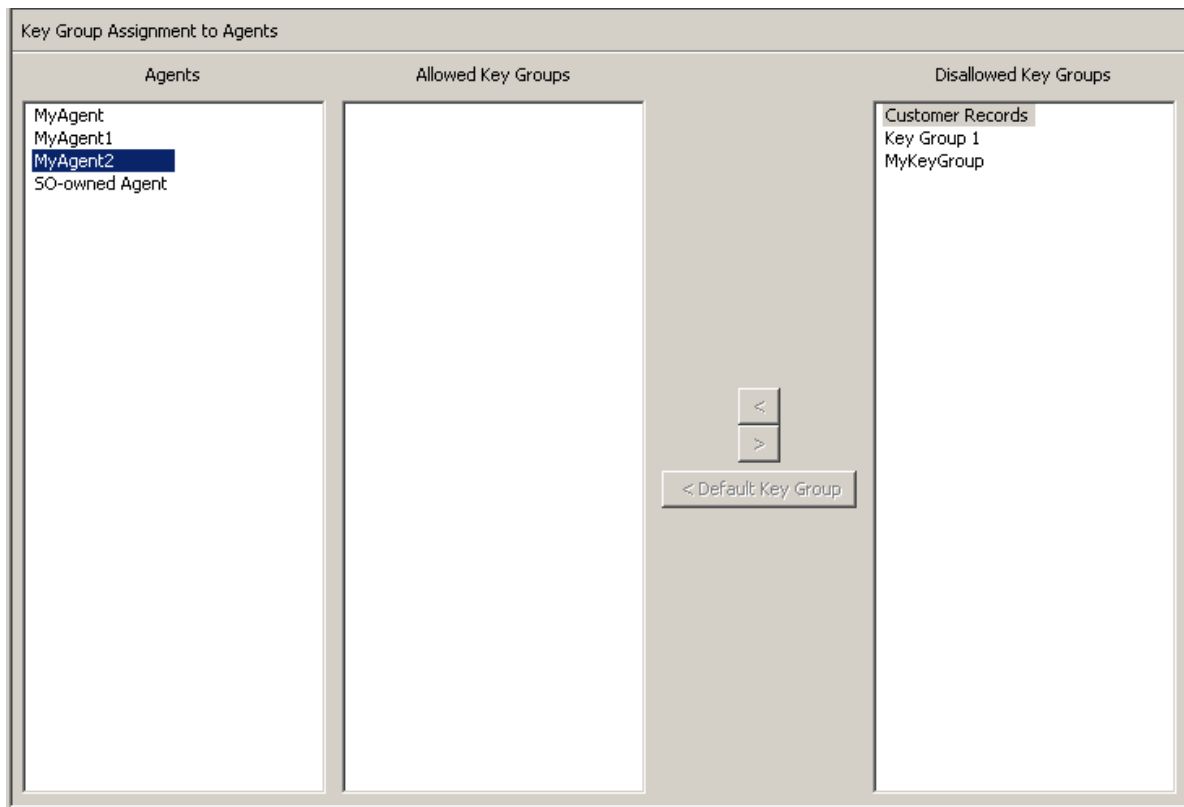 Key Group Assignment to Agents
Agents
Allowed Key Groups
Disallowed Key Groups
MyAgent
MyAgent1
MyAgent2
SO-owned Agent
Customer Records
Key Group 1
MyKeyGroup
<
>
< Default Key Group